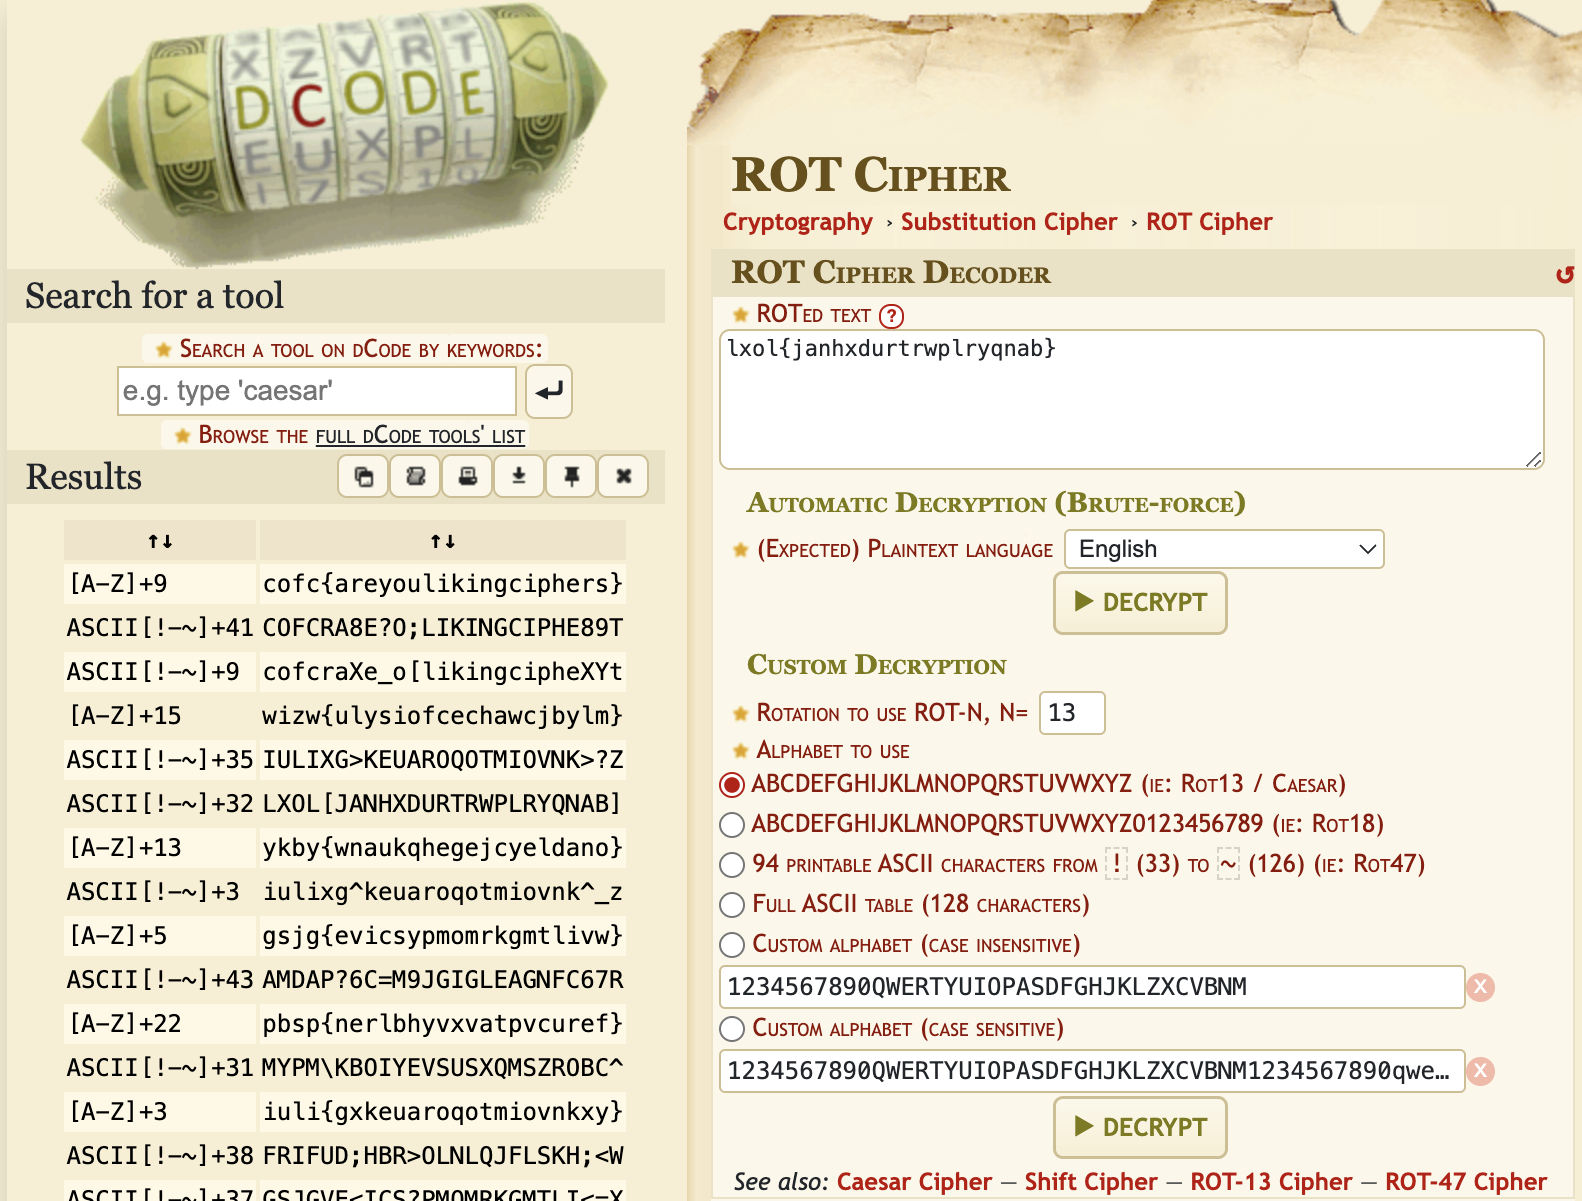 X Z V R T
D C O D E
E U X P L
Search for a tool
★ SEARCH A TOOL ON DCODE BY KEYWORDS:
e.g. type 'caesar'
★ BROWSE THE FULL DCODE TOOLS' LIST
Results
↑↓ ↑↓
[A-Z]+9 cofc{areyoulikingciphers}
ASCII[!-~]+41 COFCRA8E?O;LIKINGCIPHE89T
ASCII[!-~]+9 cofcraXe_o[likingcipheXYt
[A-Z]+15 wizw{ulysiofcechawcjbylm}
ASCII[!-~]+35 IULIXG>KEUAROQOTMIOVNK>?Z
ASCII[!-~]+32 LXOL[JANHXDURTRWPLRYQNAB]
[A-Z]+13 ykby{wnaukqhegejcyeldano}
ASCII[!-~]+3 iulixg^keuaroqotmiovnk^_z
[A-Z]+5 gsjg{evicsypmomrkgmtlivw}
ASCII[!-~]+43 AMDAP?6C=M9JGIGLEAGNFC67R
[A-Z]+22 pbsp{nerlbhyvxvatpvcuref}
ASCII[!-~]+31 MYPM\KBOIYEVSUSXQMSZROBC^
[A-Z]+3 iuli{gxkeuaroqotmiovnkxy}
ASCII[!-~]+38 FRIFUD;HBR>OLNLQJFLSKH;<W
ASCII[!-~]+37 GSJGVE<ICS?PMOMRKGMTLI<=X
ROT CIPHER
Cryptography › Substitution Cipher › ROT Cipher
ROT CIPHER DECODER
★ ROTED TEXT ?
lxol{janhxdurtrwplryqnab}
AUTOMATIC DECRYPTION (BRUTE-FORCE)
★ (EXPECTED) PLAINTEXT LANGUAGE English
▶ DECRYPT
CUSTOM DECRYPTION
★ ROTATION TO USE ROT-N, N= 13
★ ALPHABET TO USE
ABCDEFGHIJKLMNOPQRSTUVWXYZ (IE: ROT13 / CAESAR)
ABCDEFGHIJKLMNOPQRSTUVWXYZ0123456789 (IE: ROT18)
94 PRINTABLE ASCII CHARACTERS FROM ! (33) TO ~ (126) (IE: ROT47)
FULL ASCII TABLE (128 CHARACTERS)
CUSTOM ALPHABET (CASE INSENSITIVE)
1234567890QWERTYUIOPASDFGHJKLZXCVBNM X
CUSTOM ALPHABET (CASE SENSITIVE)
1234567890QWERTYUIOPASDFGHJKLZXCVBNM1234567890qwe… X
▶ DECRYPT
See also: Caesar Cipher — Shift Cipher — ROT-13 Cipher — ROT-47 Cipher